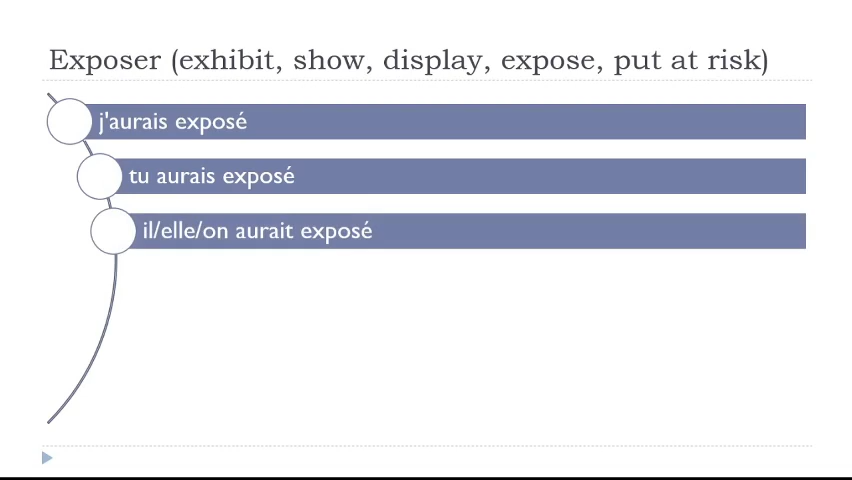 Exposer (exhibit, show, display, expose, put at risk)
j'aurais exposé
tu aurais exposé
il/elle/on aurait exposé